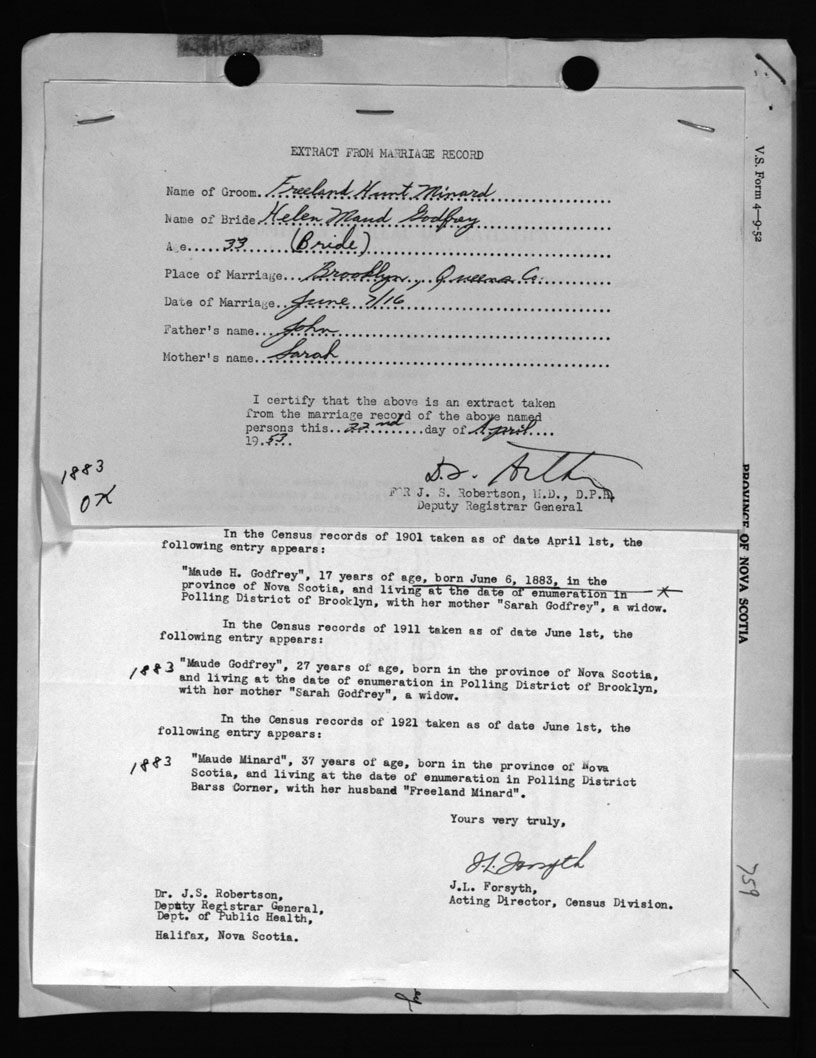 EXTRACT FROM MARRIAGE RECORD
Name of Groom. Freeland Hunt Minard
Name of Bride Helen Maud Godfray
Age.....33......(Bride)
Place of Marriage...Brooklyn, Queens Co.
Date of Marriage..June 7/16
Father's name...John
Mother's name..Sarah
I certify that the above is an extract taken
from the marriage record of the above named
persons this..22nd........day of.April....
19.53..
1883
OK
FOR J. S. Robertson, M.D., D.P.H.
Deputy Registrar General
In the Census records of 1901 taken as of date April 1st, the
following entry appears:
"Maude H. Godfrey", 17 years of age, born June 6, 1883, in the
province of Nova Scotia, and living at the date of enumeration in
Polling District of Brooklyn, with her mother "Sarah Godfrey", a widow.
In the Census records of 1911 taken as of date June 1st, the
following entry appears:
1883 "Maude Godfrey", 27 years of age, born in the province of Nova Scotia,
and living at the date of enumeration in Polling District of Brooklyn,
with her mother "Sarah Godfrey", a widow.
In the Census records of 1921 taken as of date June 1st, the
following entry appears:
1883 "Maude Minard", 37 years of age, born in the province of Nova
Scotia, and living at the date of enumeration in Polling District
Barss Corner, with her husband "Freeland Minard".
Yours very truly,
J.L. Forsyth
J.L. Forsyth,
Acting Director, Census Division.
Dr. J.S. Robertson,
Deputy Registrar General,
Dept. of Public Health,
Halifax, Nova Scotia.
V.S. Form 4—9-52
PROVINCE OF NOVA SCOTIA
759